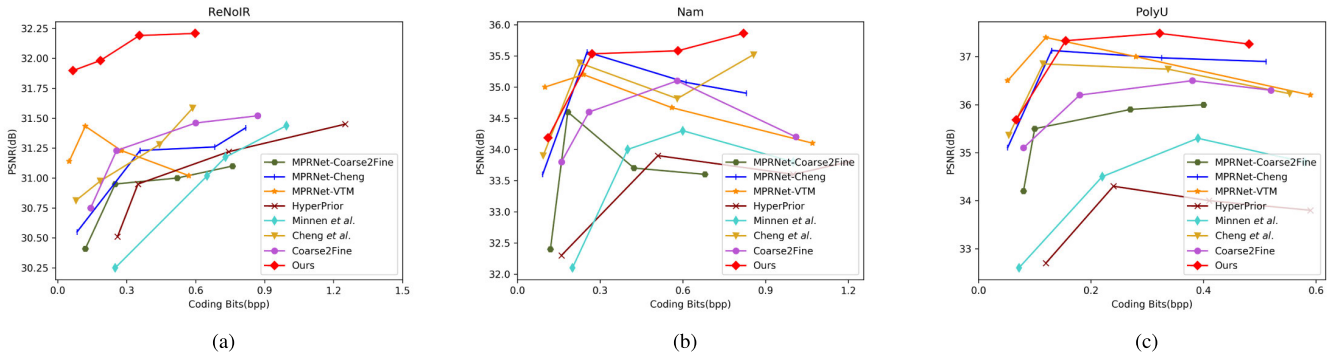 ReNoIR
PSNR(dB)
32.25
32.00
31.75
31.50
31.25
31.00
30.75
30.50
30.25
0.0 0.3 0.6 0.9 1.2 1.5
Coding Bits(bpp)
MPRNet-Coarse2Fine
MPRNet-Cheng
MPRNet-VTM
HyperPrior
Minnen et al.
Cheng et al.
Coarse2Fine
Ours
(a)
Nam
PSNR(dB)
36.0
35.5
35.0
34.5
34.0
33.5
33.0
32.5
32.0
0.0 0.3 0.6 0.9 1.2
Coding Bits(bpp)
MPRNet-Coarse2Fine
MPRNet-Cheng
MPRNet-VTM
HyperPrior
Minnen et al.
Cheng et al.
Coarse2Fine
Ours
(b)
PolyU
PSNR(dB)
37
36
35
34
33
0.0 0.2 0.4 0.6
Coding Bits(bpp)
MPRNet-Coarse2Fine
MPRNet-Cheng
MPRNet-VTM
HyperPrior
Minnen et al.
Cheng et al.
Coarse2Fine
Ours
(c)